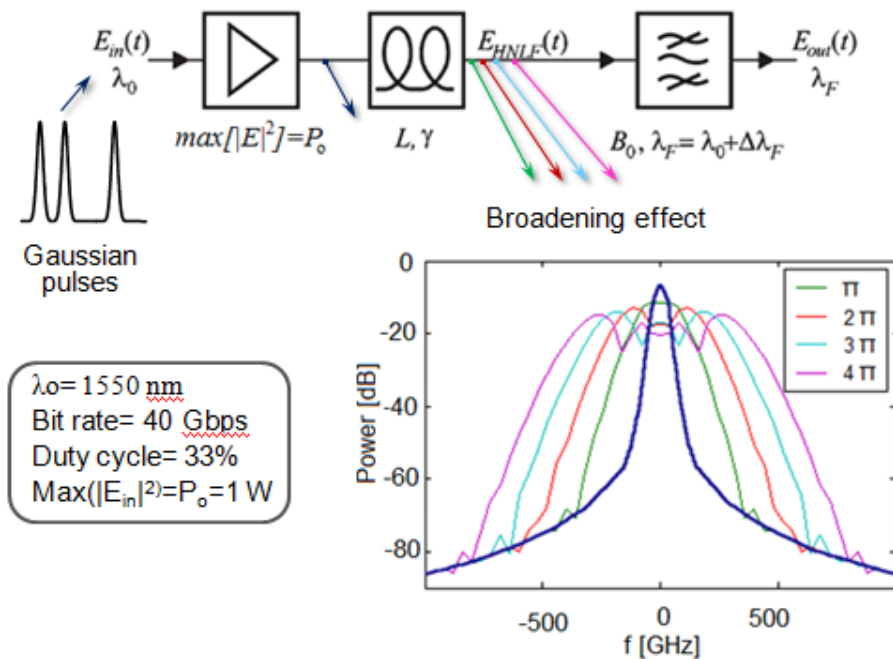 E_in(t)
λ₀
max[|E|²]=P₀
E_HNLF(t)
L, γ
E_out(t)
λ_F
B₀, λ_F= λ₀+Δλ_F
Gaussian
pulses
Broadening effect
λo= 1550 nm
Bit rate= 40 Gbps
Duty cycle= 33%
Max(|E_in|²)=P_o=1 W
0
-20
-40
-60
-80
Power [dB]
π
2 π
3 π
4 π
-500
0
500
f [GHz]